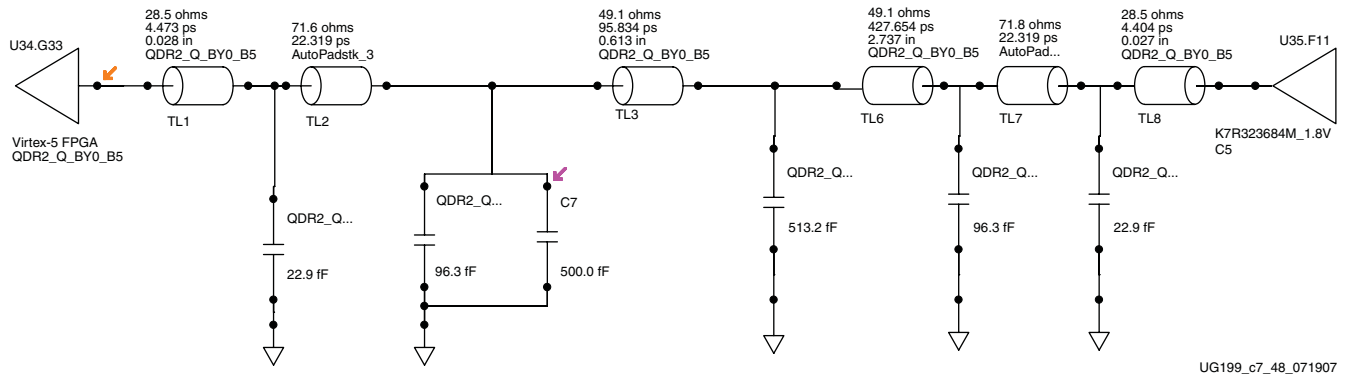 U34.G33
Virtex-5 FPGA
QDR2_Q_BY0_B5
28.5 ohms
4.473 ps
0.028 in
QDR2_Q_BY0_B5
TL1
71.6 ohms
22.319 ps
AutoPadstk_3
TL2
49.1 ohms
95.834 ps
0.613 in
QDR2_Q_BY0_B5
TL3
49.1 ohms
427.654 ps
2.737 in
QDR2_Q_BY0_B5
TL6
71.8 ohms
22.319 ps
AutoPad...
TL7
28.5 ohms
4.404 ps
0.027 in
QDR2_Q_BY0_B5
TL8
U35.F11
K7R323684M_1.8V
C5
QDR2_Q...
22.9 fF
QDR2_Q...
96.3 fF
C7
500.0 fF
QDR2_Q...
513.2 fF
QDR2_Q...
96.3 fF
QDR2_Q...
22.9 fF
UG199_c7_48_071907